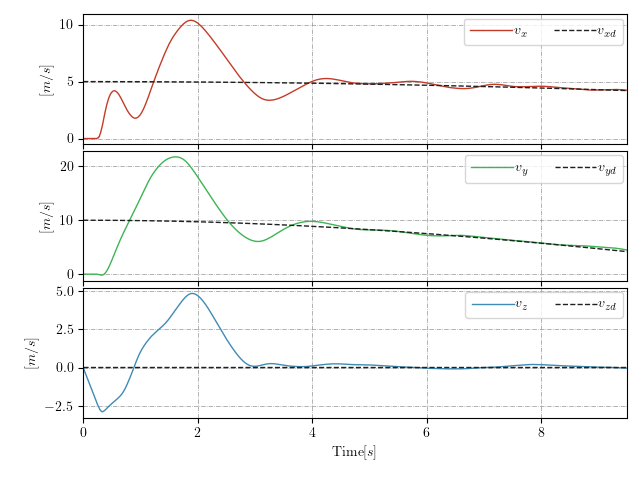 10
5
0
[m/s]
v_x
v_xd
20
10
0
[m/s]
v_y
v_yd
5.0
2.5
0.0
−2.5
[m/s]
v_z
v_zd
0 2 4 6 8
Time[s]